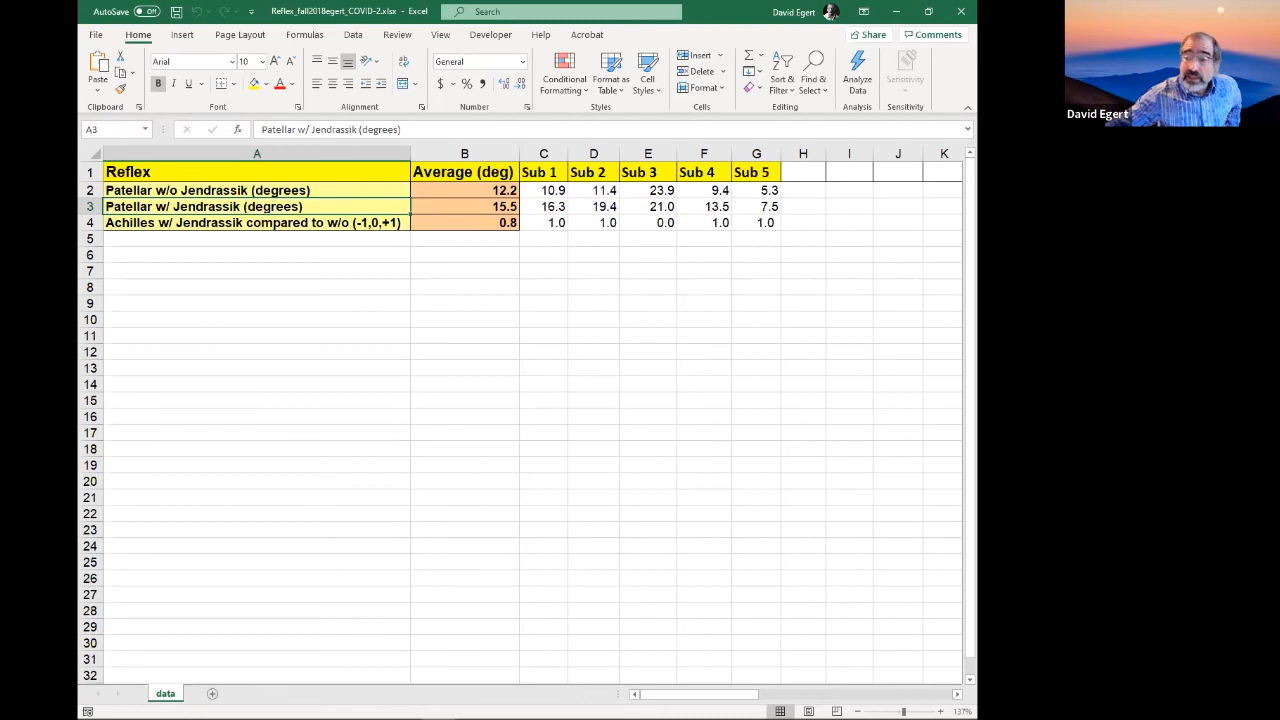 AutoSave Off Reflex_fall2018egert_COVID-2.xlsx - Excel Search David Egert
File Home Insert Page Layout Formulas Data Review View Developer Help Acrobat Share Comments
Paste Arial 10 A A ab General Insert Σ
B I U A $ % 9 Conditional Formatting Format as Table Cell Styles Delete Format Sort & Filter Find & Select Analyze Data Sensitivity
Clipboard Font Alignment Number Styles Cells Editing Analysis Sensitivity
A3 fx Patellar w/ Jendrassik (degrees)
A B C D E F G H I J K
1 Reflex Average (deg) Sub 1 Sub 2 Sub 3 Sub 4 Sub 5
2 Patellar w/o Jendrassik (degrees) 12.2 10.9 11.4 23.9 9.4 5.3
3 Patellar w/ Jendrassik (degrees) 15.5 16.3 19.4 21.0 13.5 7.5
4 Achilles w/ Jendrassik compared to w/o (-1,0,+1) 0.8 1.0 1.0 0.0 1.0 1.0
5
6
7
8
9
10
11
12
13
14
15
16
17
18
19
20
21
22
23
24
25
26
27
28
29
30
31
32
data
137%
David Egert